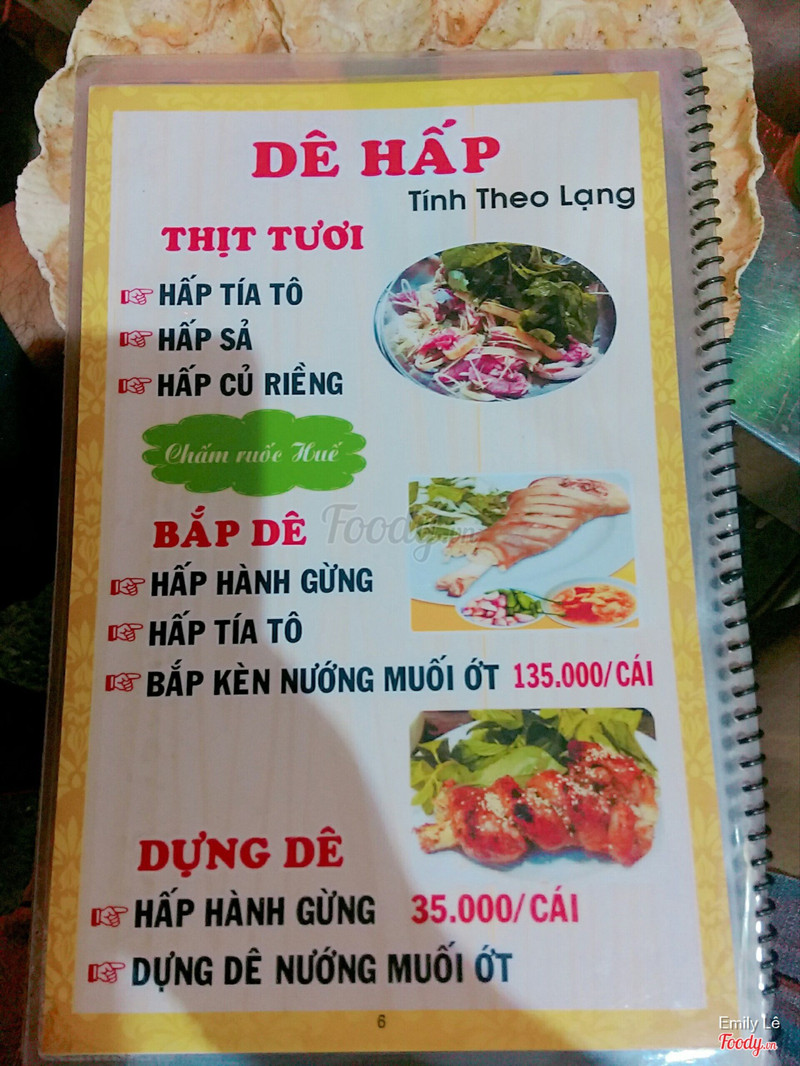 DÊ HẤP
Tính Theo Lạng
THỊT TƯƠI
HẤP TÍA TÔ
HẤP SẢ
HẤP CỦ RIỀNG
Chấm ruốc Huế
Foody.vn
BẮP DÊ
HẤP HÀNH GỪNG
HẤP TÍA TÔ
BẮP KÈN NƯỚNG MUỐI ỚT 135.000/CÁI
DỰNG DÊ
HẤP HÀNH GỪNG 35.000/CÁI
DỰNG DÊ NƯỚNG MUỐI ỚT
6
Emily Lê
Foody.vn